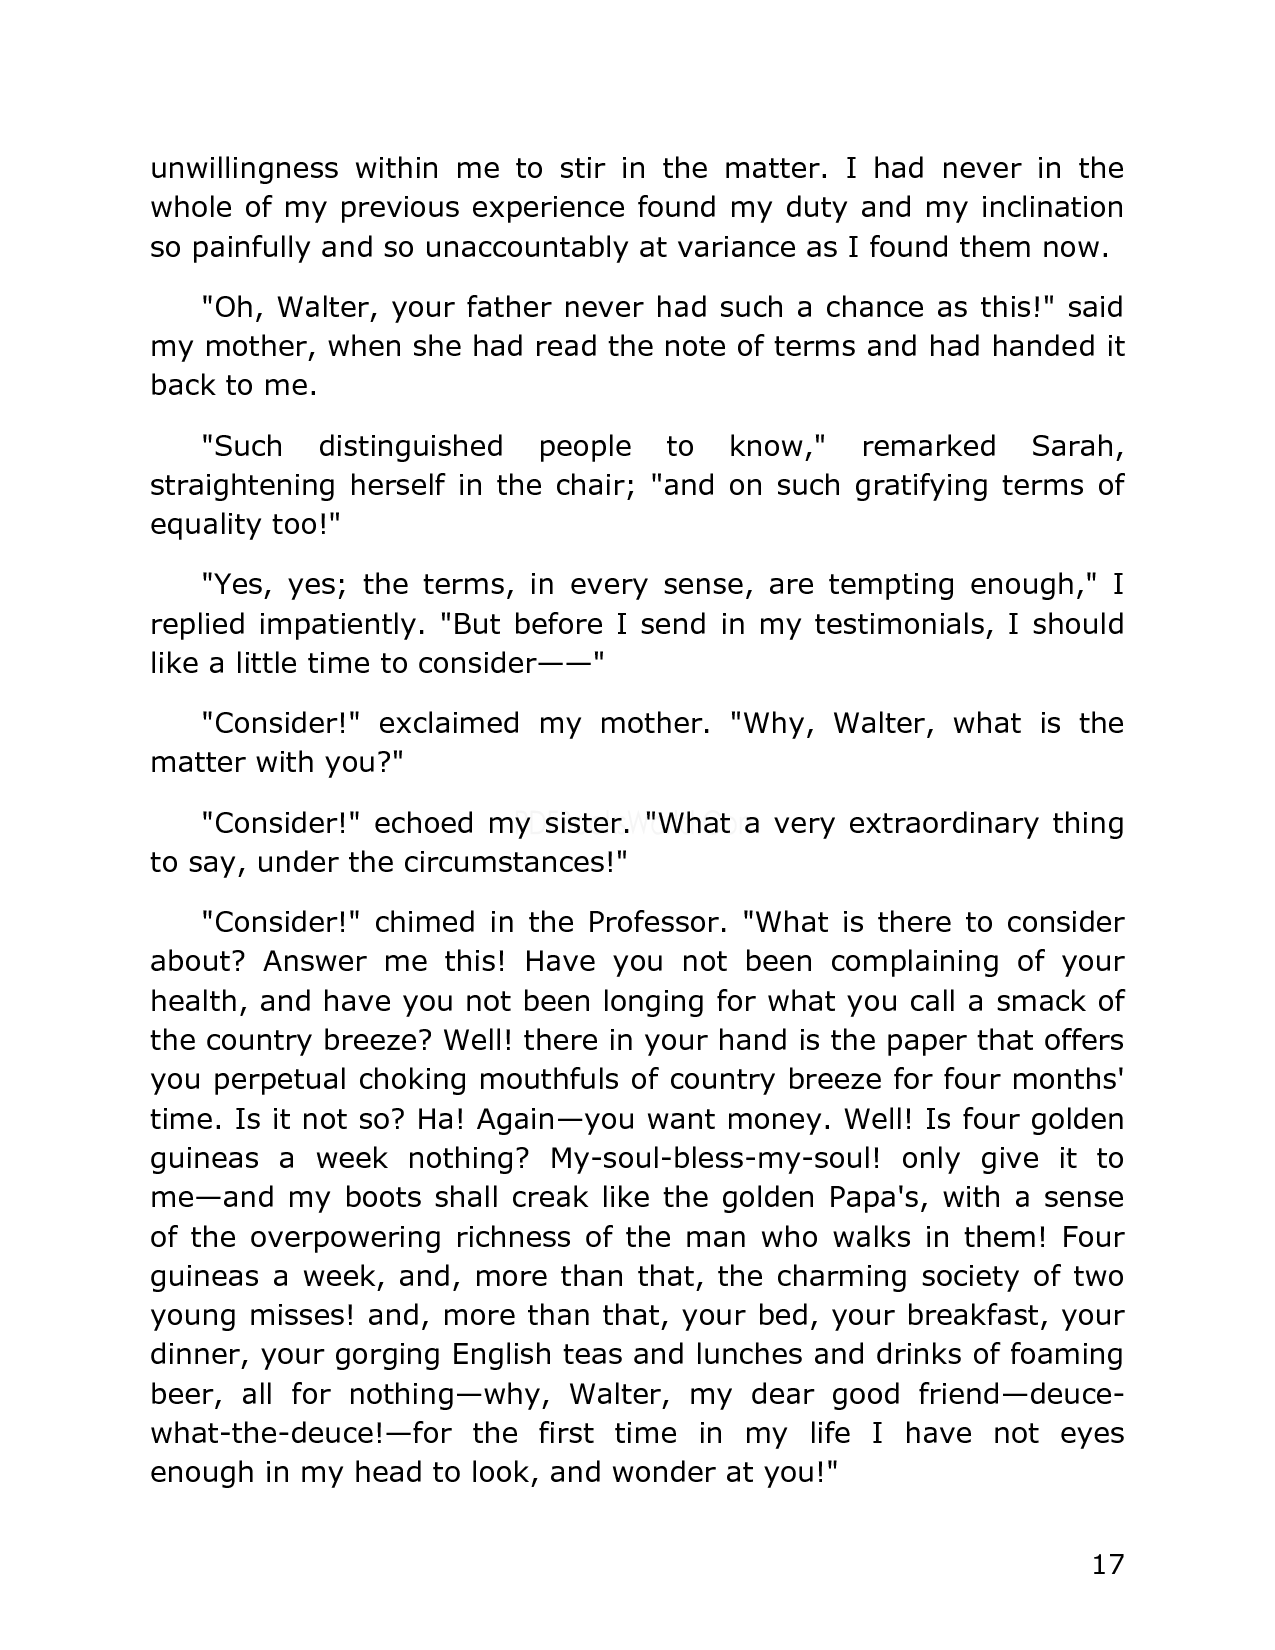 unwillingness within me to stir in the matter. I had never in the
whole of my previous experience found my duty and my inclination
so painfully and so unaccountably at variance as I found them now.
"Oh, Walter, your father never had such a chance as this!" said
my mother, when she had read the note of terms and had handed it
back to me.
"Such distinguished people to know," remarked Sarah,
straightening herself in the chair; "and on such gratifying terms of
equality too!"
"Yes, yes; the terms, in every sense, are tempting enough," I
replied impatiently. "But before I send in my testimonials, I should
like a little time to consider——"
"Consider!" exclaimed my mother. "Why, Walter, what is the
matter with you?"
"Consider!" echoed my sister. "What a very extraordinary thing
to say, under the circumstances!"
"Consider!" chimed in the Professor. "What is there to consider
about? Answer me this! Have you not been complaining of your
health, and have you not been longing for what you call a smack of
the country breeze? Well! there in your hand is the paper that offers
you perpetual choking mouthfuls of country breeze for four months'
time. Is it not so? Ha! Again—you want money. Well! Is four golden
guineas a week nothing? My-soul-bless-my-soul! only give it to
me—and my boots shall creak like the golden Papa's, with a sense
of the overpowering richness of the man who walks in them! Four
guineas a week, and, more than that, the charming society of two
young misses! and, more than that, your bed, your breakfast, your
dinner, your gorging English teas and lunches and drinks of foaming
beer, all for nothing—why, Walter, my dear good friend—deuce-
what-the-deuce!—for the first time in my life I have not eyes
enough in my head to look, and wonder at you!"
17